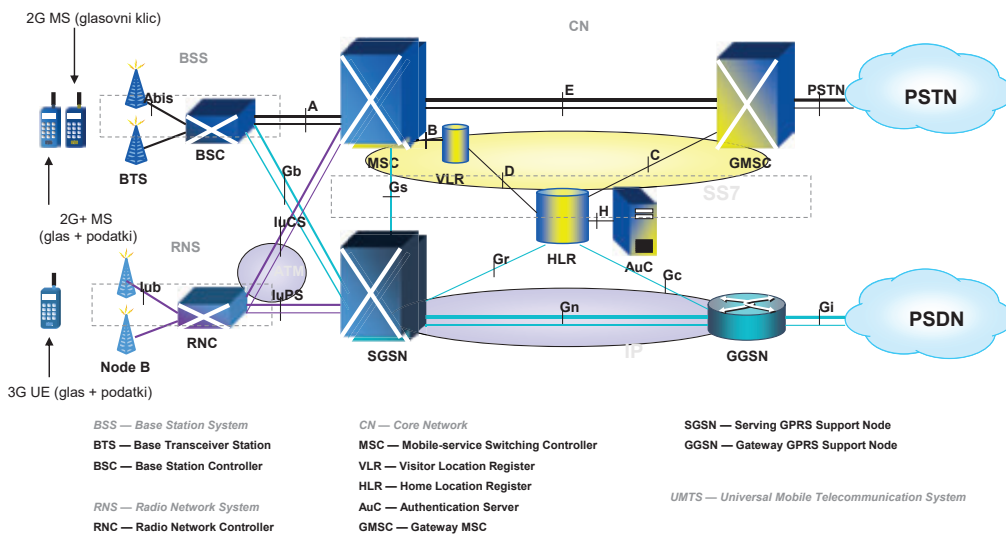 2G MS (glasovni klic)
CN
BSS
Abis
A
E
PSTN
PSTN
BSC
BTS
MSC
B
VLR
GMSC
Gb
Gs
D
C
SS7
2G+ MS
(glas + podatki)
RNS
IuCS
H
HLR
AuC
ATM
Iub
IuPS
Gr
Gc
Gn
Gi
PSDN
RNC
Node B
SGSN
IP
GGSN
3G UE (glas + podatki)
BSS — Base Station System
BTS — Base Transceiver Station
BSC — Base Station Controller
RNS — Radio Network System
RNC — Radio Network Controller
CN — Core Network
MSC — Mobile-service Switching Controller
VLR — Visitor Location Register
HLR — Home Location Register
AuC — Authentication Server
GMSC — Gateway MSC
SGSN — Serving GPRS Support Node
GGSN — Gateway GPRS Support Node
UMTS — Universal Mobile Telecommunication System